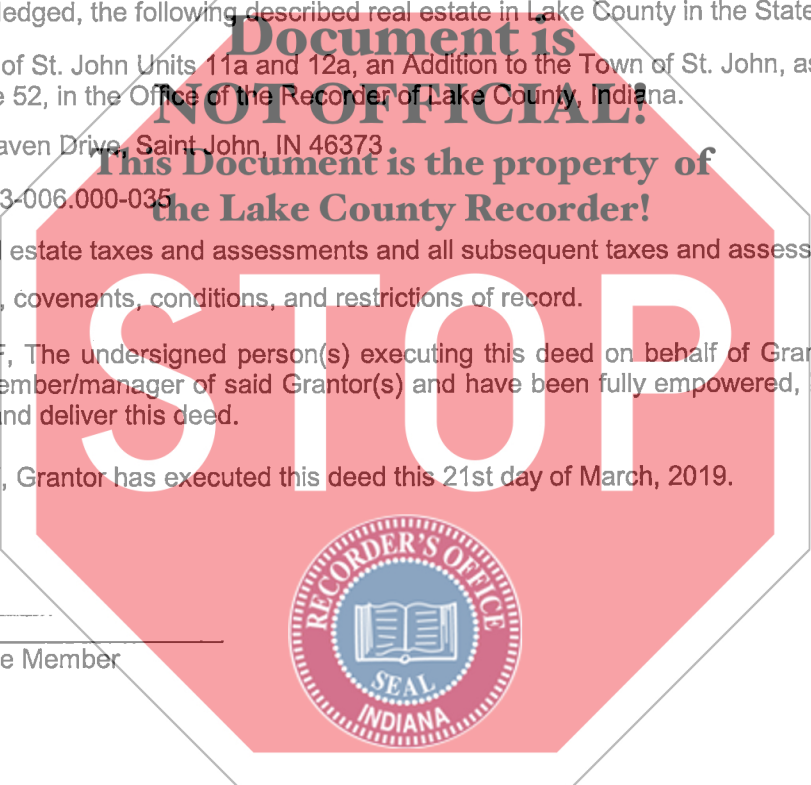 ledged, the following described real estate in Lake County in the State
Document is
of St. John Units 11a and 12a, an Addition to the Town of St. John, as
e 52, in the Office of the Recorder of Lake County, Indiana.
NOT OFFICIAL!
aven Drive, Saint John, IN 46373
This Document is the property of
3-006.000-035
the Lake County Recorder!
estate taxes and assessments and all subsequent taxes and assess
, covenants, conditions, and restrictions of record.
STOP
F, The undersigned person(s) executing this deed on behalf of Gran
ember/manager of said Grantor(s) and have been fully empowered,
nd deliver this deed.
, Grantor has executed this deed this 21st day of March, 2019.
RECORDER'S OFFICE
SEAL
INDIANA
e Member